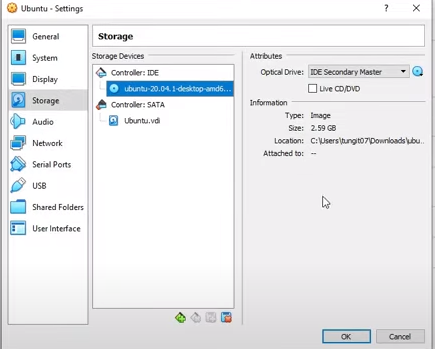 Ubuntu - Settings
?
General
System
Display
Storage
Audio
Network
Serial Ports
USB
Shared Folders
User Interface
Storage
Storage Devices
Controller: IDE
ubuntu-20.04.1-desktop-amd6...
Controller: SATA
Ubuntu.vdi
Attributes
Optical Drive: IDE Secondary Master
Live CD/DVD
Information
Type: Image
Size: 2.59 GB
Location: C:\Users\tungit07\Downloads\ubu...
Attached to: --
OK
Cancel